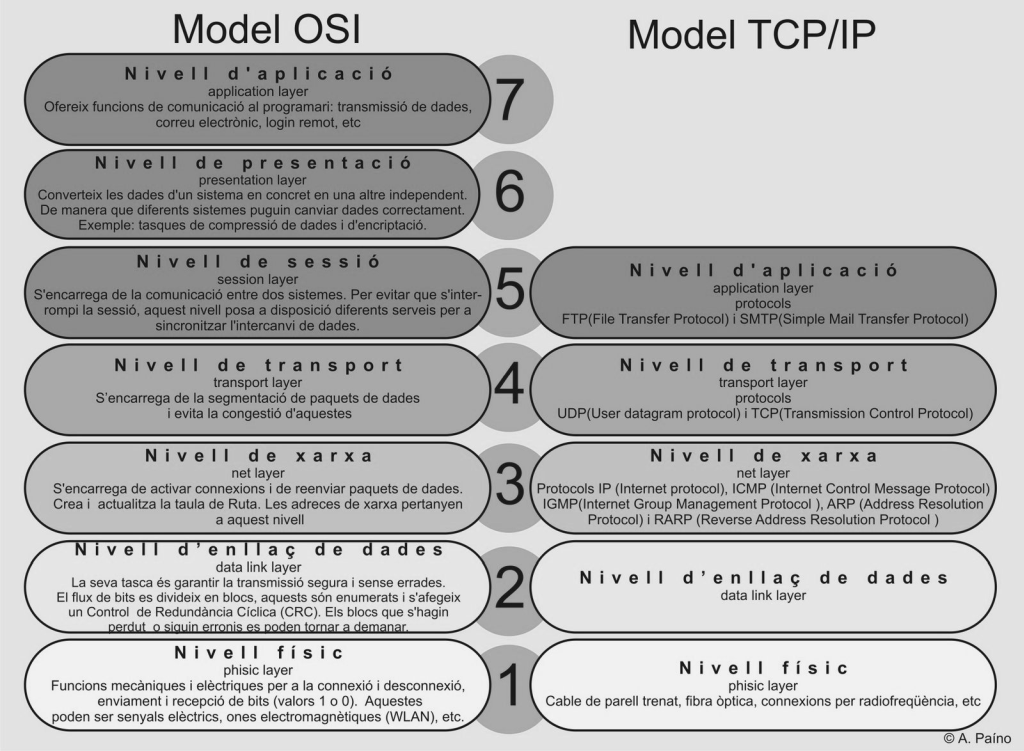 Model OSI
Nivell d'aplicació
application layer
Ofereix funcions de comunicació al programari: transmissió de dades,
correu electrònic, login remot, etc
7
Nivell de presentació
presentation layer
Converteix les dades d'un sistema en concret en una altre independent.
De manera que diferents sistemes puguin canviar dades correctament.
Exemple: tasques de compressió de dades i d'encriptació.
6
Nivell de sessió
session layer
S'encarrega de la comunicació entre dos sistemes. Per evitar que s'inter-
rompi la sessió, aquest nivell posa a disposició diferents serveis per a
sincronitzar l'intercanvi de dades.
5
Nivell de transport
transport layer
S'encarrega de la segmentació de paquets de dades
i evita la congestió d'aquestes
4
Nivell de xarxa
net layer
S'encarrega de activar connexions i de reenviar paquets de dades.
Crea i actualitza la taula de Ruta. Les adreces de xarxa pertanyen
a aquest nivell
3
Nivell d’enllaç de dades
data link layer
La seva tasca és garantir la transmissió segura i sense errades.
El flux de bits es divideix en blocs, aquests són enumerats i s'afegeix
un Control de Redundància Cíclica (CRC). Els blocs que s'hagin
perdut o siguin erronis es poden tornar a demanar.
2
Nivell físic
phisic layer
Funcions mecàniques i elèctriques per a la connexió i desconnexió,
enviament i recepció de bits (valors 1 o 0). Aquestes
poden ser senyals elèctrics, ones electromagnètiques (WLAN), etc.
1
Model TCP/IP
Nivell d'aplicació
application layer
protocols
FTP(File Transfer Protocol) i SMTP(Simple Mail Transfer Protocol)
Nivell de transport
transport layer
protocols
UDP(User datagram protocol) i TCP(Transmission Control Protocol)
Nivell de xarxa
net layer
Protocols IP (Internet protocol), ICMP (Internet Control Message Protocol)
IGMP(Internet Group Management Protocol ), ARP (Address Resolution
Protocol) i RARP (Reverse Address Resolution Protocol )
Nivell d’enllaç de dades
data link layer
Nivell físic
phisic layer
Cable de parell trenat, fibra òptica, connexions per radiofreqüència, etc
© A. Paíno